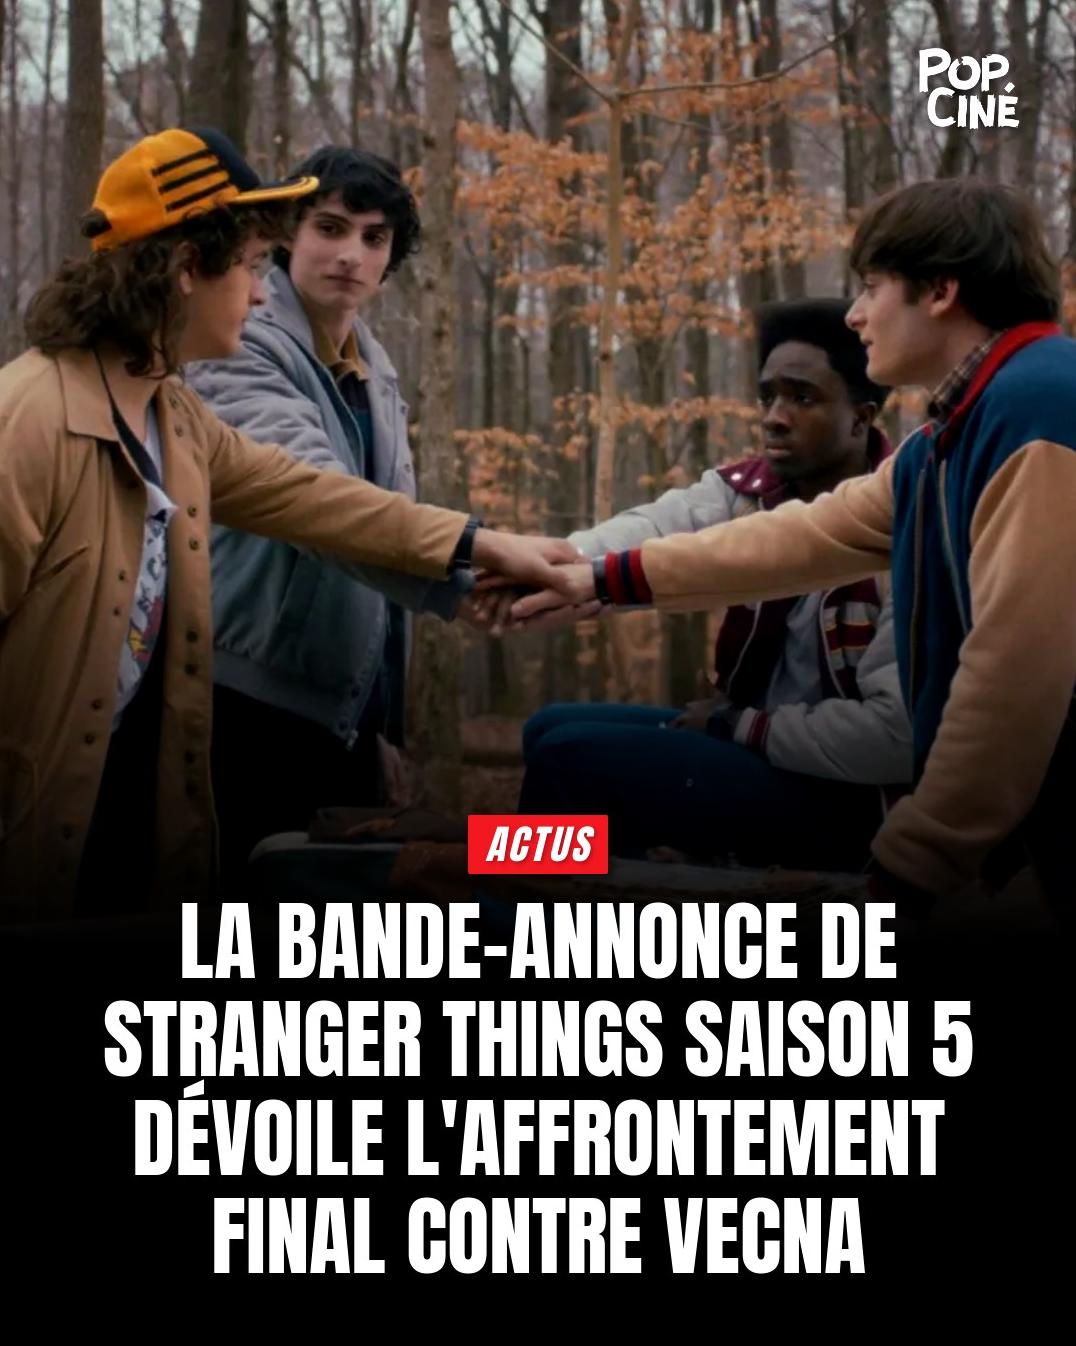 POP.
CINÉ
ACTUS
LA BANDE-ANNONCE DE
STRANGER THINGS SAISON 5
DÉVOILE L'AFFRONTEMENT
FINAL CONTRE VECNA